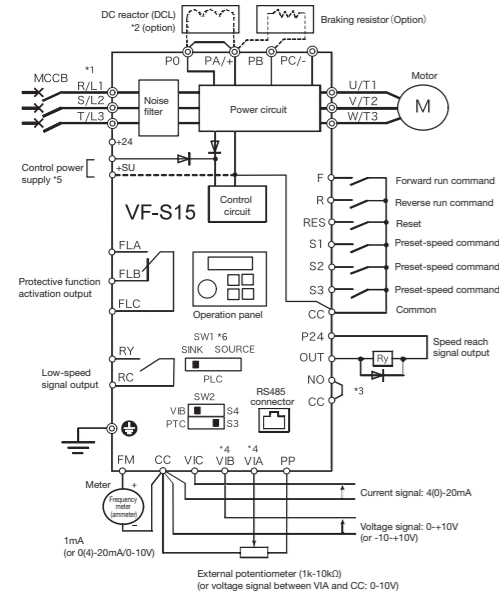 DC reactor (DCL)
*2 (option)
Braking resistor (Option)
P0
PA/+
PB
PC/-
*1
MCCB
R/L1
S/L2
T/L3
Noise
filter
Power circuit
U/T1
V/T2
W/T3
Motor
M
+24
+SU
Control power
supply *5
Control
circuit
VF-S15
F
Forward run command
R
Reverse run command
RES
Reset
S1
Preset-speed command
S2
Preset-speed command
S3
Preset-speed command
CC
Common
FLA
FLB
FLC
Protective function
activation output
Operation panel
P24
OUT
Ry
Speed reach
signal output
NO
CC
*3
SW1 *6
SINK SOURCE
PLC
RY
RC
Low-speed
signal output
SW2
VIB
S4
PTC
S3
RS485
connector
*4 *4
FM CC VIC VIB VIA PP
Meter
+
Frequency
meter
(ammeter)
−
1mA
(or 0(4)-20mA/0-10V)
Current signal: 4(0)-20mA
Voltage signal: 0-+10V
(or -10-+10V)
External potentiometer (1k-10kΩ)
(or voltage signal between VIA and CC: 0-10V)